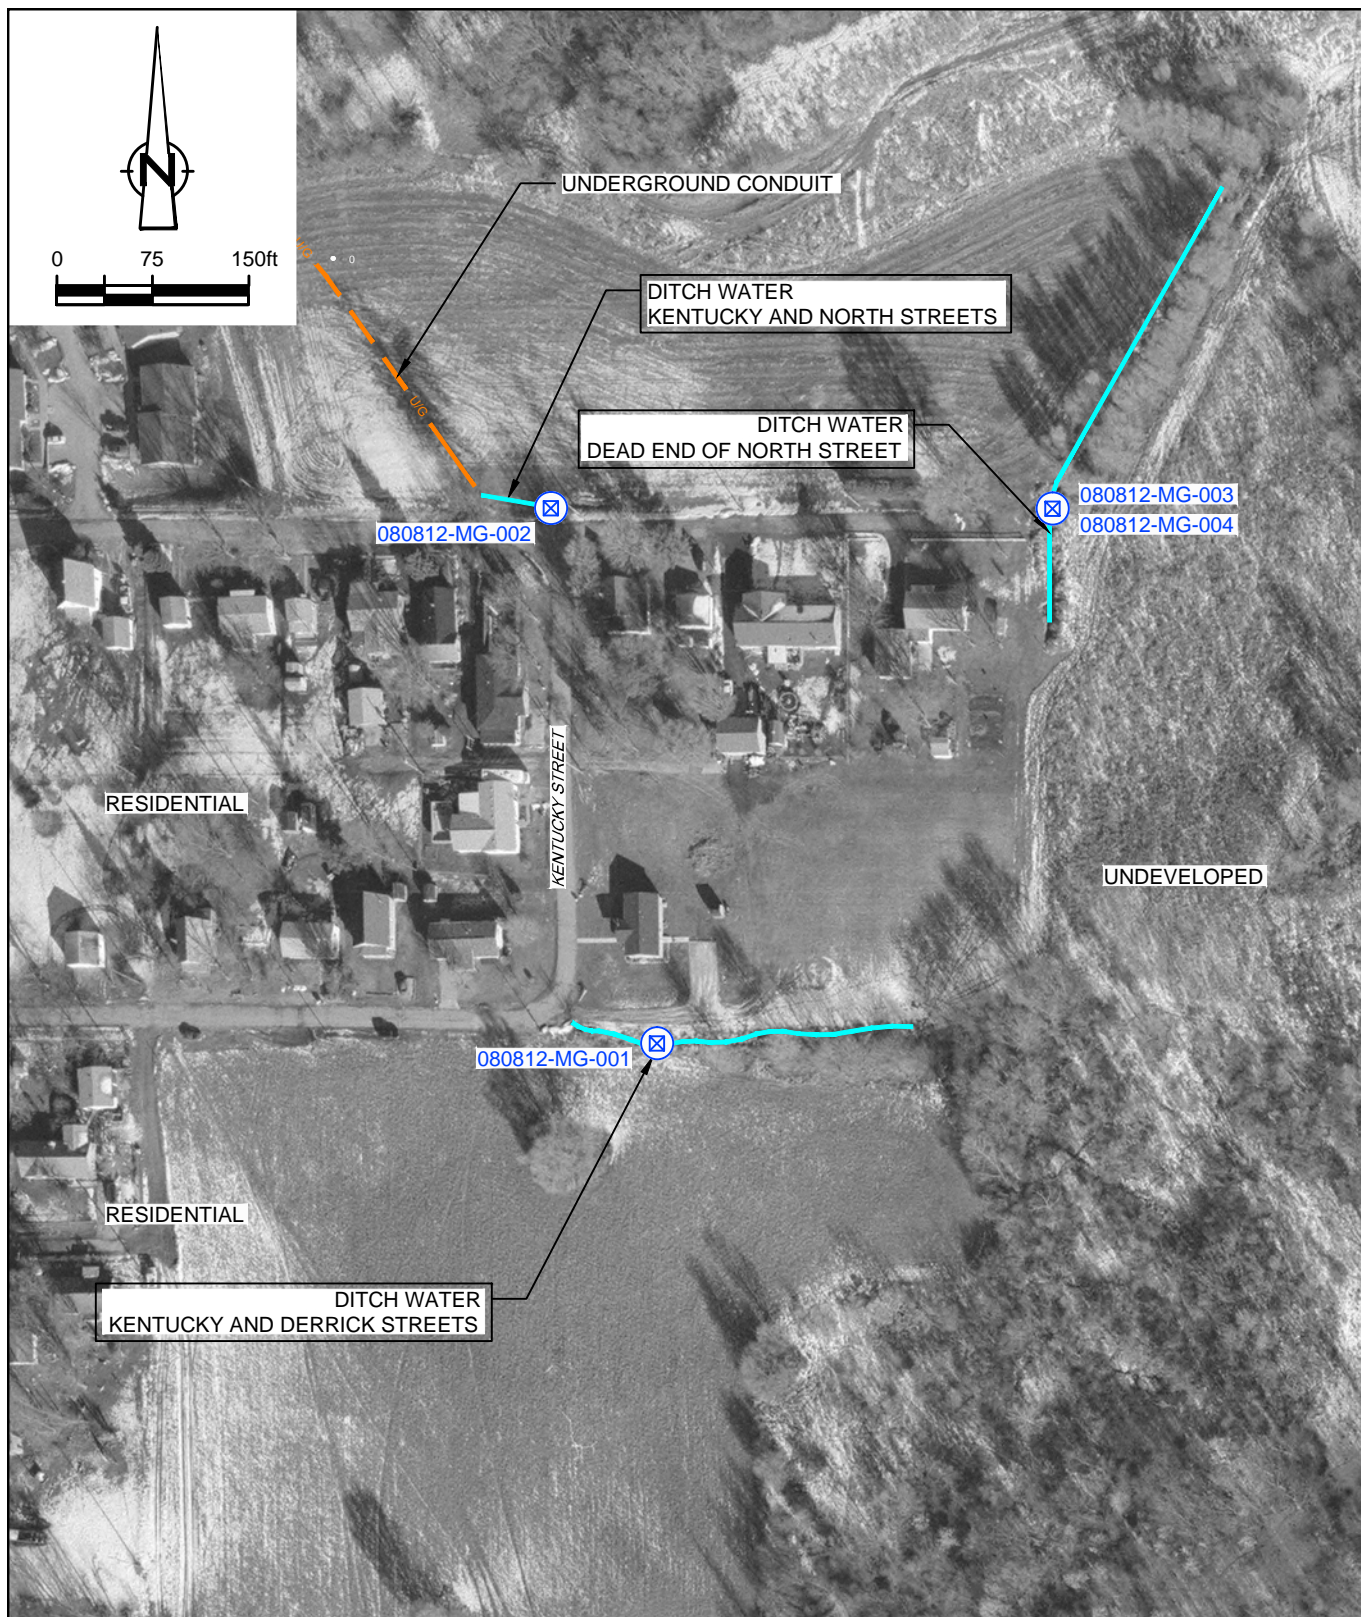 N
0 75 150ft
UNDERGROUND CONDUIT
U/G
0
DITCH WATER
KENTUCKY AND NORTH STREETS
U/G
DITCH WATER
DEAD END OF NORTH STREET
080812-MG-003
080812-MG-002
080812-MG-004
KENTUCKY STREET
RESIDENTIAL
UNDEVELOPED
080812-MG-001
RESIDENTIAL
DITCH WATER
KENTUCKY AND DERRICK STREETS